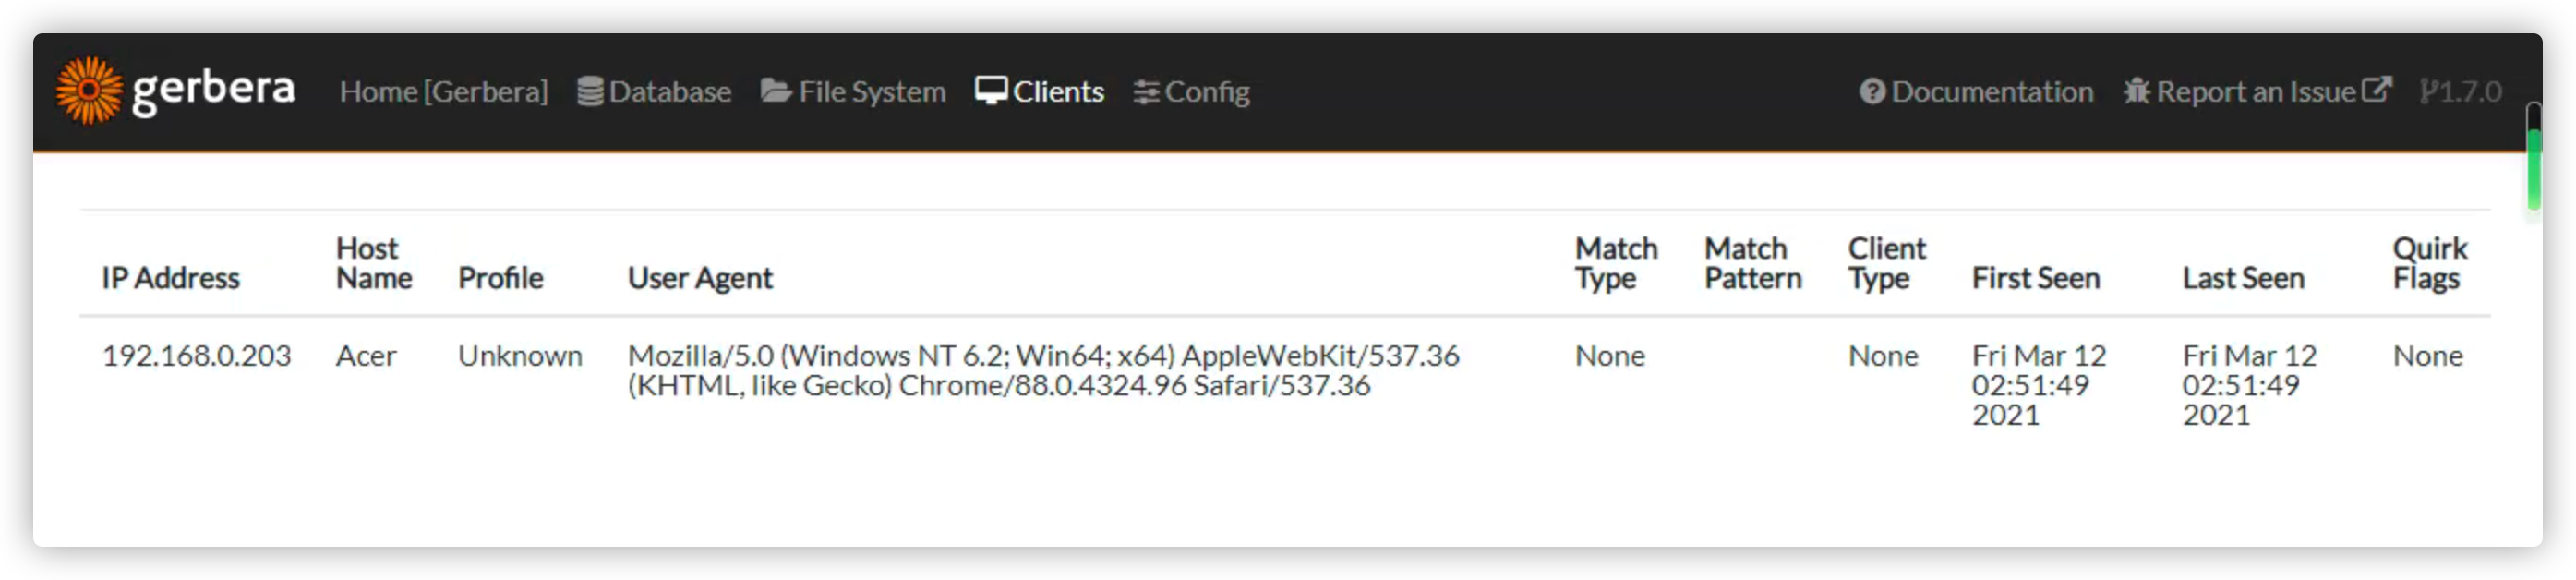 gerbera Home [Gerbera] Database File System Clients Config Documentation Report an Issue 1.7.0
IP Address Host Name Profile User Agent Match Type Match Pattern Client Type First Seen Last Seen Quirk Flags
192.168.0.203 Acer Unknown Mozilla/5.0 (Windows NT 6.2; Win64; x64) AppleWebKit/537.36 None None Fri Mar 12 Fri Mar 12 None
(KHTML, like Gecko) Chrome/88.0.4324.96 Safari/537.36 02:51:49 02:51:49
2021 2021